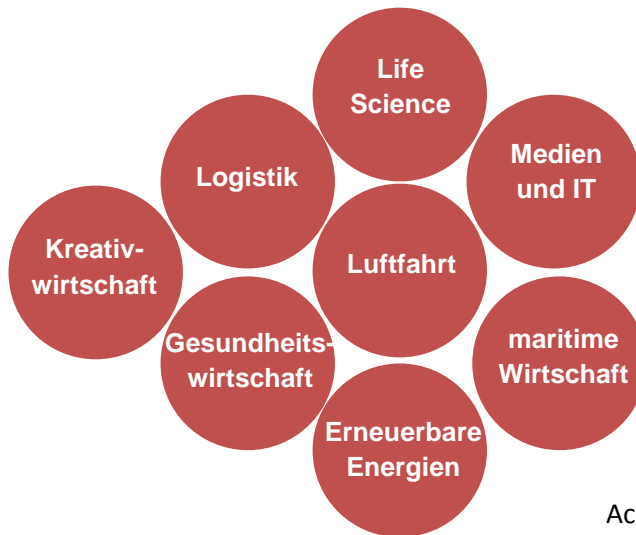 Life
Science
Medien
und IT
Logistik
Kreativ-
wirtschaft
Luftfahrt
Gesundheits-
wirtschaft
maritime
Wirtschaft
Erneuerbare
Energien
Ac